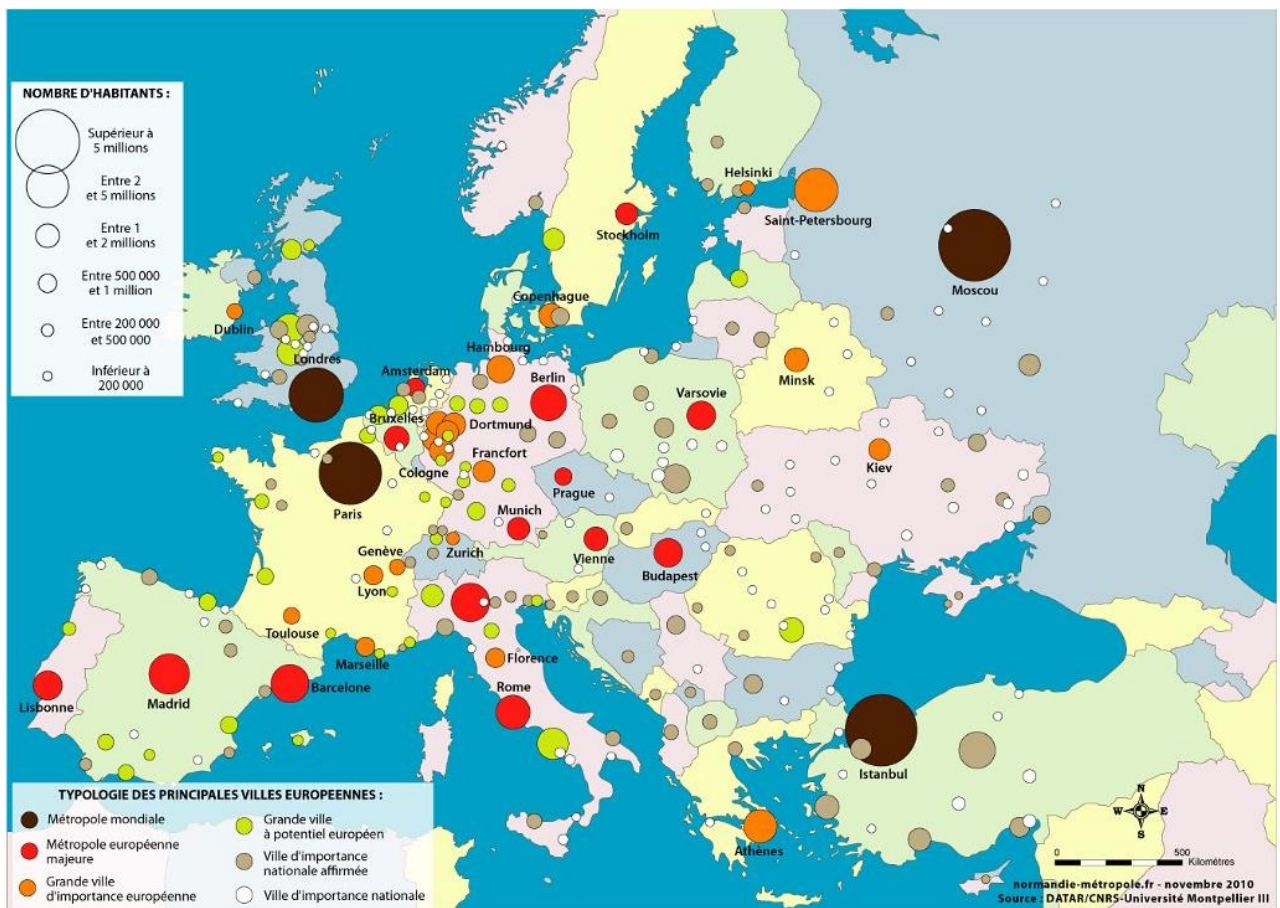 NOMBRE D'HABITANTS :
Supérieur à
5 millions
Entre 2
et 5 millions
Entre 1
et 2 millions
Entre 500 000
et 1 million
Entre 200 000
et 500 000
Inférieur à
200 000
Helsinki
Saint-Petersbourg
Stockholm
Moscou
Copenhague
Dublin
Hambourg
Londres
Amsterdam
Berlin
Minsk
Varsovie
Bruxelles
Dortmund
Kiev
Cologne
Francfort
Prague
Paris
Munich
Vienne
Zurich
Genève
Budapest
Lyon
Toulouse
Marseille
Florence
Lisbonne
Madrid
Barcelone
Rome
Istanbul
Athènes
TYPOLOGIE DES PRINCIPALES VILLES EUROPEENNES :
Métropole mondiale
Métropole européenne
majeure
Grande ville
d'importance européenne
Grande ville
à potentiel européen
Ville d'importance
nationale affirmée
Ville d'importance nationale
N
W E
S
0 500
Kilomètres
normandie-métropole.fr - novembre 2010
Source : DATAR/CNRS-Université Montpellier III